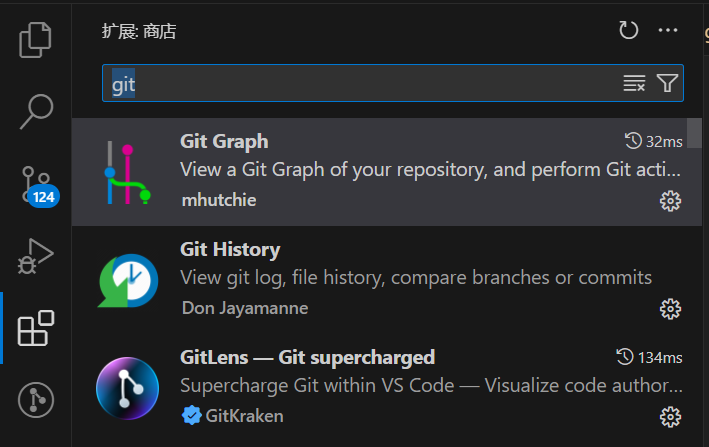 扩展: 商店
git
Git Graph
32ms
View a Git Graph of your repository, and perform Git acti...
mhutchie
124
Git History
View git log, file history, compare branches or commits
Don Jayamanne
GitLens — Git supercharged
134ms
Supercharge Git within VS Code — Visualize code author...
GitKraken